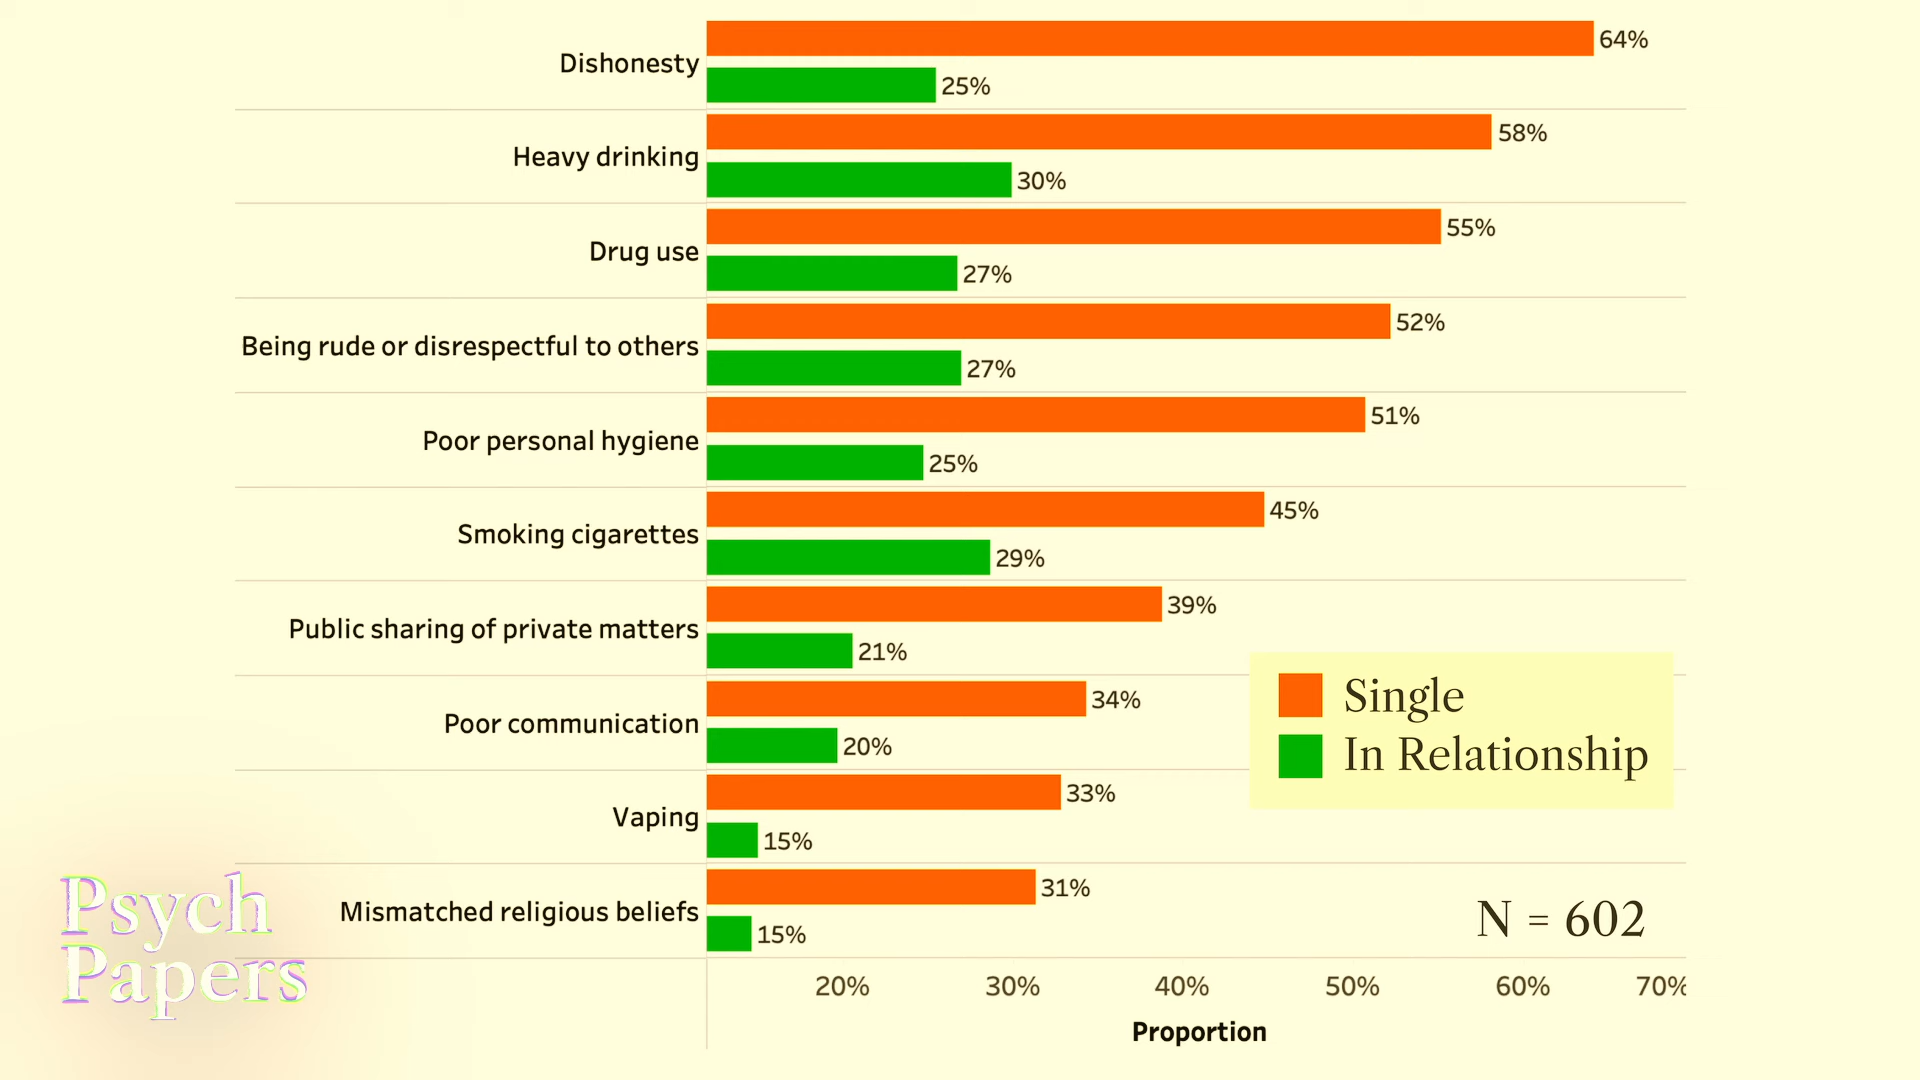 Dishonesty
64%
25%
Heavy drinking
58%
30%
Drug use
55%
27%
Being rude or disrespectful to others
52%
27%
Poor personal hygiene
51%
25%
Smoking cigarettes
45%
29%
Public sharing of private matters
39%
21%
Poor communication
34%
20%
Vaping
33%
15%
Mismatched religious beliefs
31%
15%
Single
In Relationship
N = 602
20% 30% 40% 50% 60% 70%
Proportion
Psych
Papers